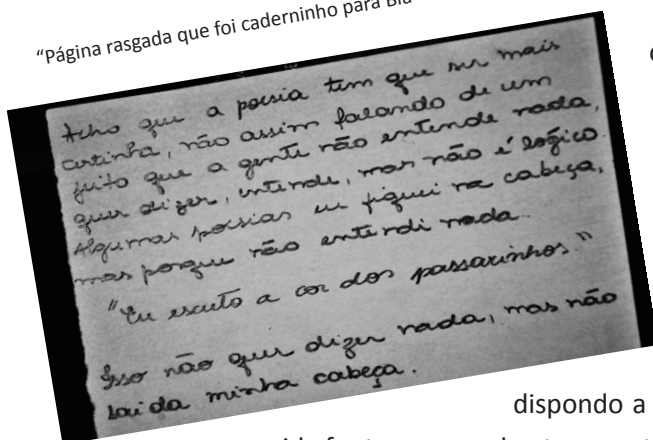 “Página rasgada que foi caderninho para Bia
Acho que a poesia tem que ser mais
certinha, não assim falando de um
jeito que a gente não entende nada,
quer dizer, entende, mas não é lógico.
Algumas poesias eu fiquei na cabeça,
mas porque não entendi nada.
"Eu escuto a cor dos passarinhos."
Isso não quer dizer nada, mas não
sai da minha cabeça.
dispondo a